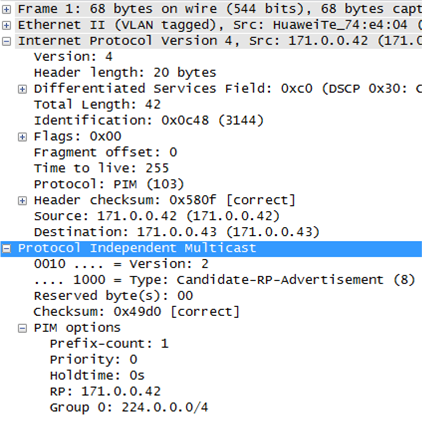 Frame 1: 68 bytes on wire (544 bits), 68 bytes capt
Ethernet II (VLAN tagged), Src: HuaweiTe_74:e4:04 (
Internet Protocol Version 4, Src: 171.0.0.42 (171.0
Version: 4
Header length: 20 bytes
Differentiated Services Field: 0xc0 (DSCP 0x30: C
Total Length: 42
Identification: 0x0c48 (3144)
Flags: 0x00
Fragment offset: 0
Time to live: 255
Protocol: PIM (103)
Header checksum: 0x580f [correct]
Source: 171.0.0.42 (171.0.0.42)
Destination: 171.0.0.43 (171.0.0.43)
Protocol Independent Multicast
0010 .... = Version: 2
.... 1000 = Type: Candidate-RP-Advertisement (8)
Reserved byte(s): 00
Checksum: 0x49d0 [correct]
PIM options
Prefix-count: 1
Priority: 0
Holdtime: 0s
RP: 171.0.0.42
Group 0: 224.0.0.0/4